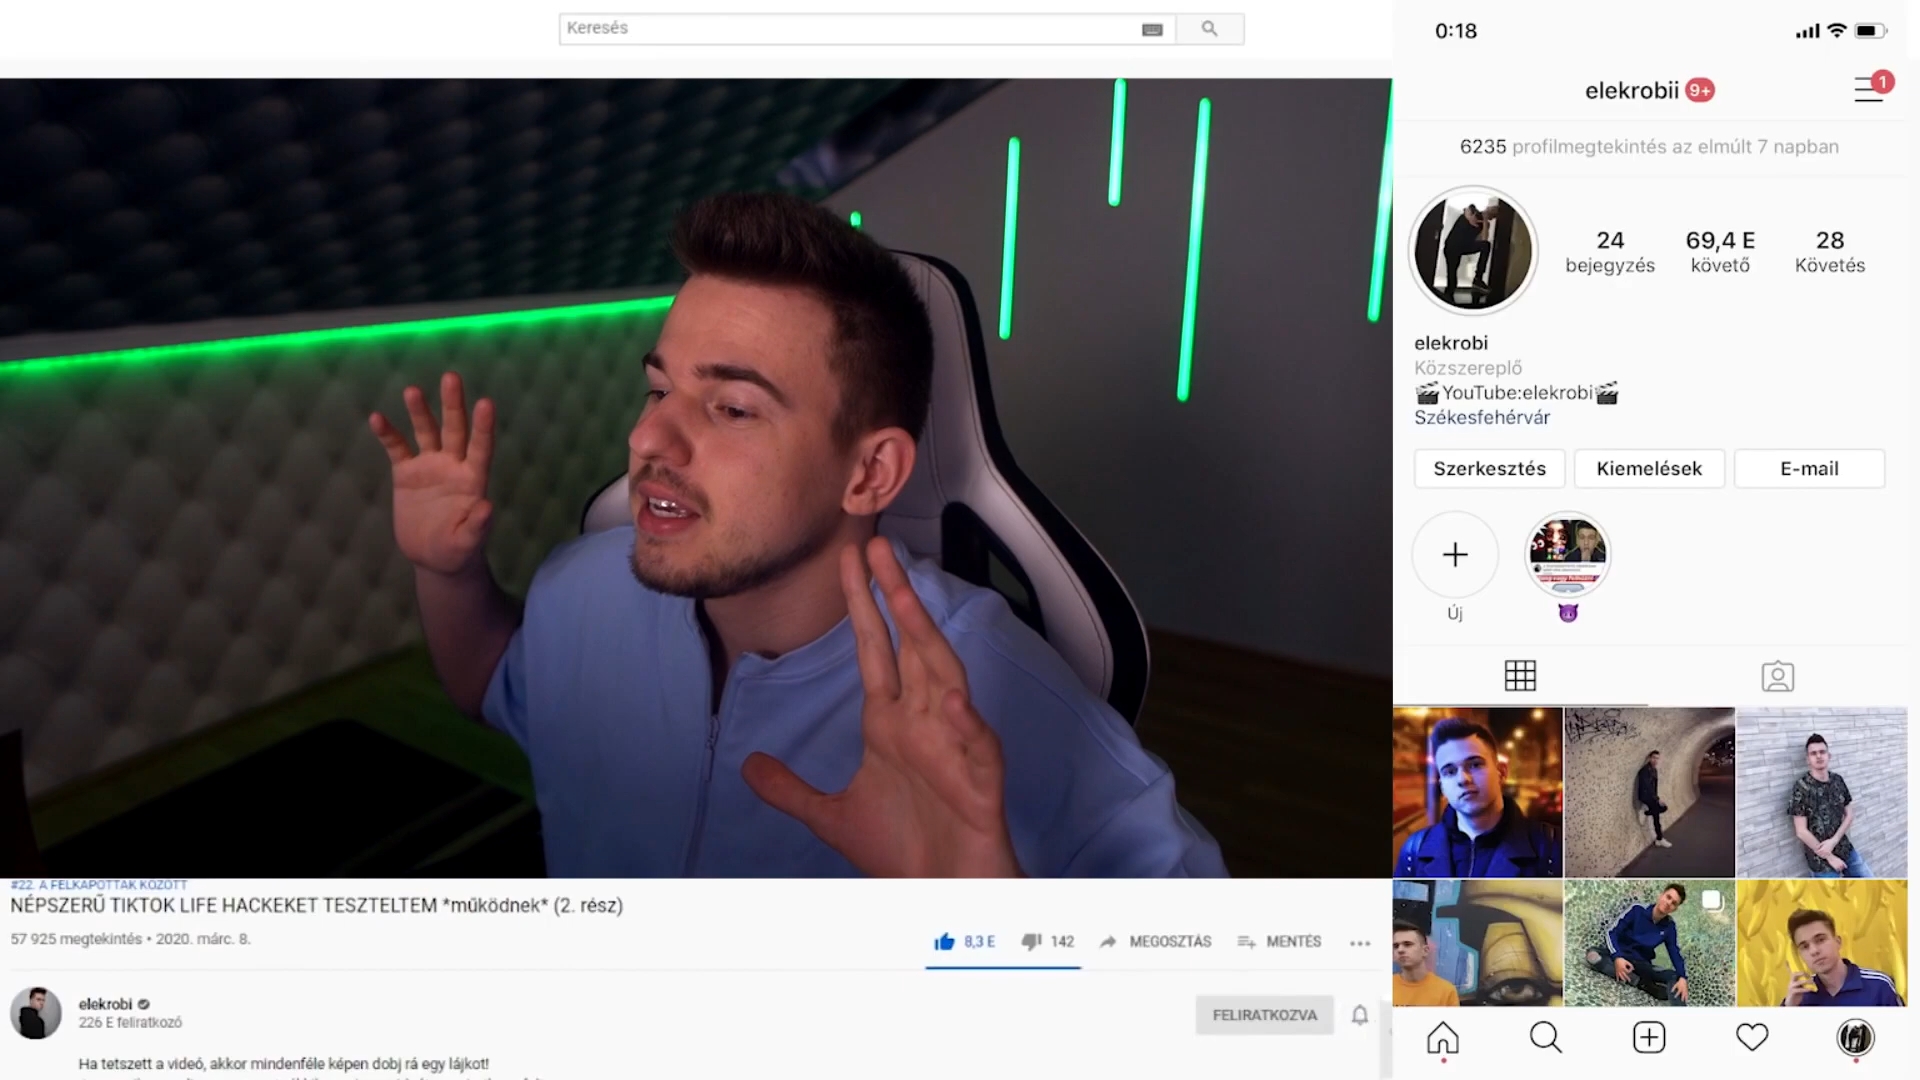 Keresés
#22. A FELKAPOTTAK KÖZÖTT
NÉPSZERŰ TIKTOK LIFE HACKEKET TESZTELTEM *működnek* (2. rész)
57 925 megtekintés • 2020. márc. 8.
8,3 E
142
MEGOSZTÁS
MENTÉS
elekrobi
226 E feliratkozó
FELIRATKOZVA
Ha tetszett a videó, akkor mindenféle képen dobj rá egy lájkot!
0:18
elekrobii 9+
1
6235 profilmegtekintés az elmúlt 7 napban
24
bejegyzés
69,4 E
követő
28
Követés
elekrobi
Közszereplő
🎬YouTube:elekrobi🎬
Székesfehérvár
Szerkesztés
Kiemelések
E-mail
Új
😈